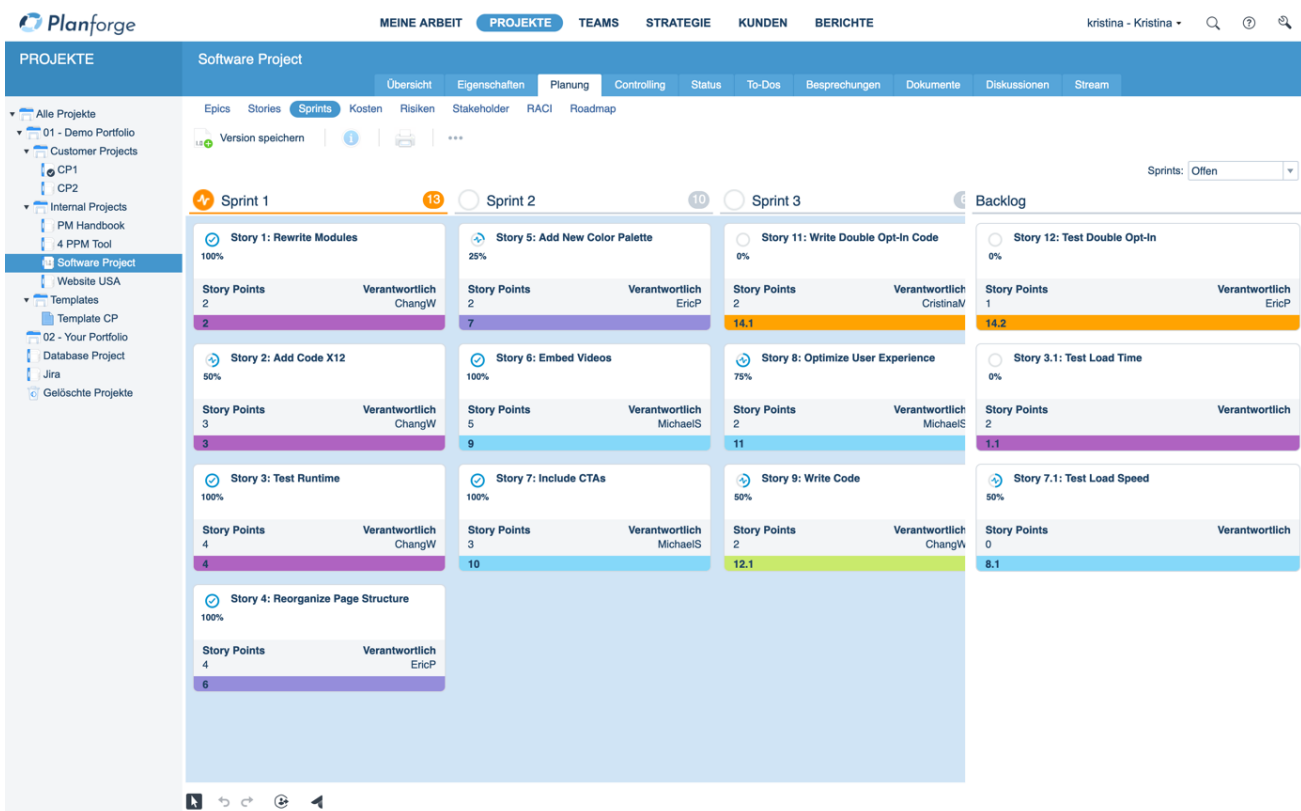 Planforge
MEINE ARBEIT PROJEKTE TEAMS STRATEGIE KUNDEN BERICHTE
kristina - Kristina
PROJEKTE
Software Project
Übersicht Eigenschaften Planung Controlling Status To-Dos Besprechungen Dokumente Diskussionen Stream
Epics Stories Sprints Kosten Risiken Stakeholder RACI Roadmap
Version speichern
Alle Projekte
01 - Demo Portfolio
Customer Projects
CP1
CP2
Internal Projects
PM Handbook
4 PPM Tool
Software Project
Website USA
Templates
Template CP
02 - Your Portfolio
Database Project
Jira
Gelöschte Projekte
Sprints: Offen
Sprint 1 13
Story 1: Rewrite Modules
100%
Story Points Verantwortlich
2 ChangW
2
Story 2: Add Code X12
50%
Story Points Verantwortlich
3 ChangW
3
Story 3: Test Runtime
100%
Story Points Verantwortlich
4 ChangW
4
Story 4: Reorganize Page Structure
100%
Story Points Verantwortlich
4 EricP
6
Sprint 2 10
Story 5: Add New Color Palette
25%
Story Points Verantwortlich
2 EricP
7
Story 6: Embed Videos
100%
Story Points Verantwortlich
5 MichaelS
9
Story 7: Include CTAs
100%
Story Points Verantwortlich
3 MichaelS
10
Sprint 3
Story 11: Write Double Opt-In Code
0%
Story Points Verantwortlich
2 CristinaM
14.1
Story 8: Optimize User Experience
75%
Story Points Verantwortlich
2 MichaelS
11
Story 9: Write Code
50%
Story Points Verantwortlich
2 ChangW
12.1
Backlog
Story 12: Test Double Opt-In
0%
Story Points Verantwortlich
1 EricP
14.2
Story 3.1: Test Load Time
0%
Story Points Verantwortlich
2
1.1
Story 7.1: Test Load Speed
50%
Story Points Verantwortlich
0
8.1